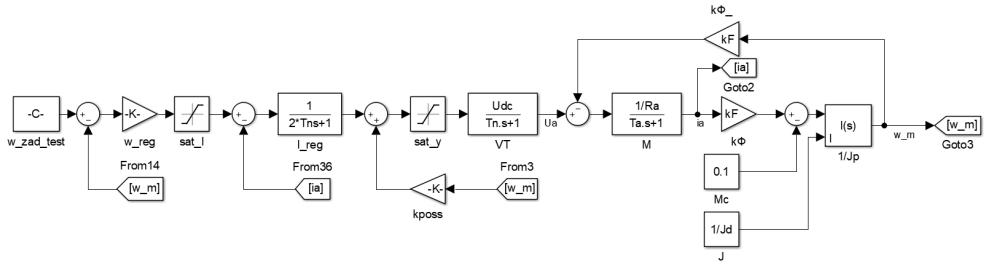 kΦ_
kF
[ia]
Goto2
-C-
w_zad_test
+
-
-K-
w_reg
sat_I
+
-
1
2*Tns+1
I_reg
+
+
sat_y
Udc
Tn.s+1
VT
Ua
-
+
1/Ra
Ta.s+1
M
ia
kF
kΦ
+
-
I(s)
I
1/Jp
w_m
[w_m]
Goto3
From14
[w_m]
From36
[ia]
From3
[w_m]
-K-
kposs
0.1
Mc
1/Jd
J